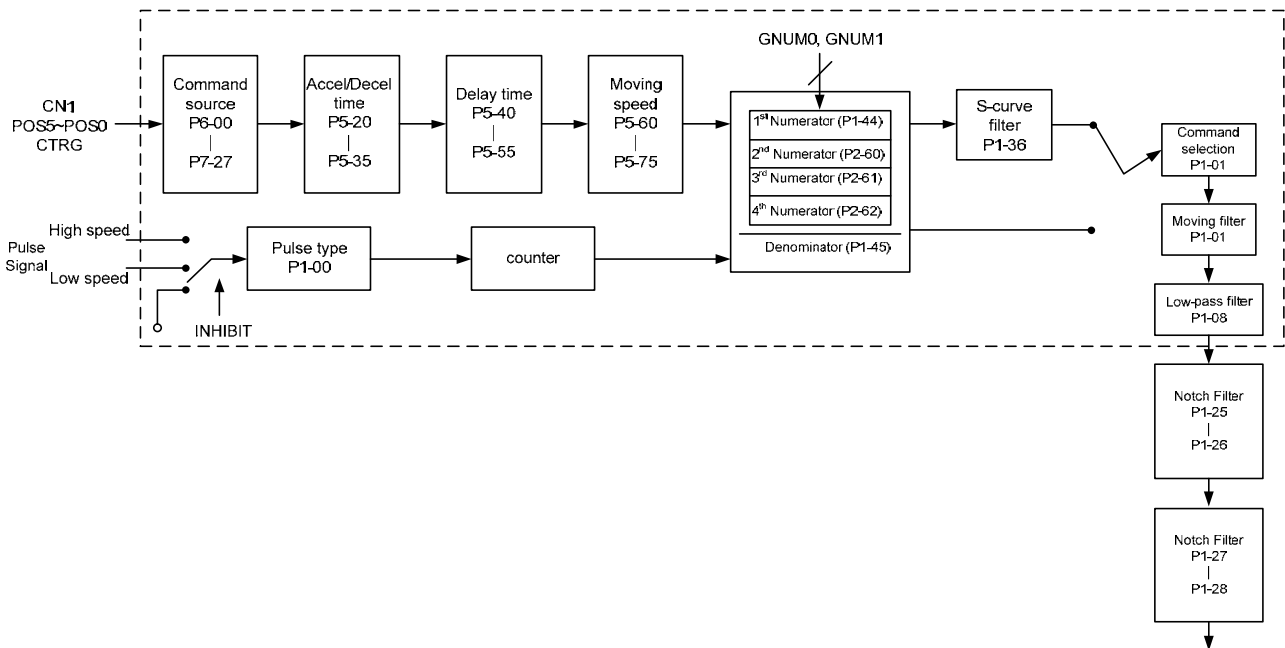 GNUM0, GNUM1
CN1
POS5~POS0
CTRG
Command
source
P6-00
|
P7-27
Accel/Decel
time
P5-20
|
P5-35
Delay time
P5-40
|
P5-55
Moving
speed
P5-60
|
P5-75
1st Numerator (P1-44)
2nd Numerator (P2-60)
3rd Numerator (P2-61)
4th Numerator (P2-62)
Denominator (P1-45)
S-curve
filter
P1-36
Command
selection
P1-01
Moving filter
P1-01
Low-pass filter
P1-08
High speed
Pulse
Signal
Low speed
INHIBIT
Pulse type
P1-00
counter
Notch Filter
P1-25
|
P1-26
Notch Filter
P1-27
|
P1-28